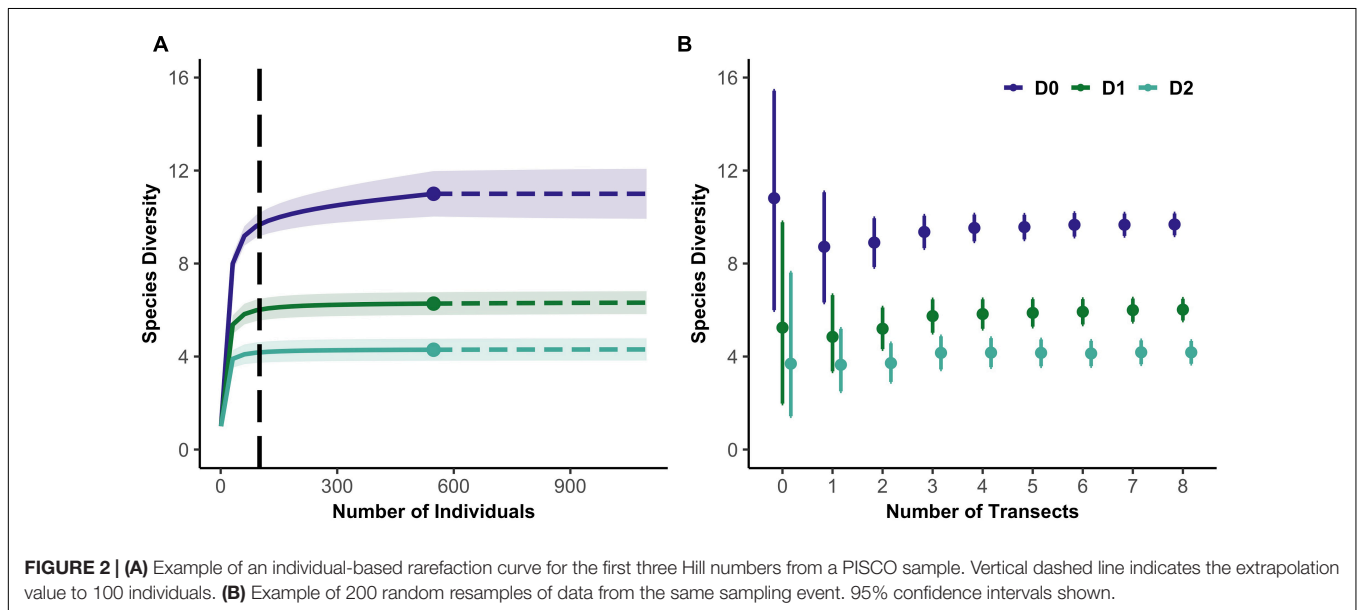 A
B
16
12
8
4
0
Species Diversity
0 300 600 900
Number of Individuals
D0 D1 D2
16
12
8
4
0
Species Diversity
0 1 2 3 4 5 6 7 8
Number of Transects
FIGURE 2 | (A) Example of an individual-based rarefaction curve for the first three Hill numbers from a PISCO sample. Vertical dashed line indicates the extrapolation
value to 100 individuals. (B) Example of 200 random resamples of data from the same sampling event. 95% confidence intervals shown.